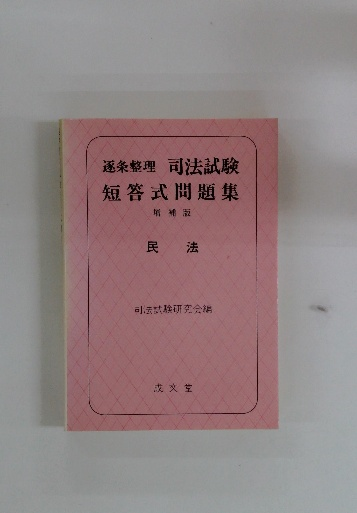 逐条整理 司法試験
短答式問題集
増補版
民法
司法試験研究会編
成文堂